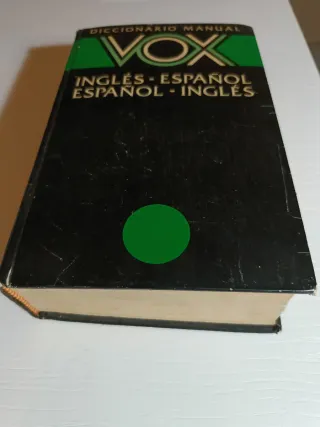 DICCIONARIO MANUAL
VOX
INGLÉS · ESPAÑOL
ESPAÑOL · INGLÉS